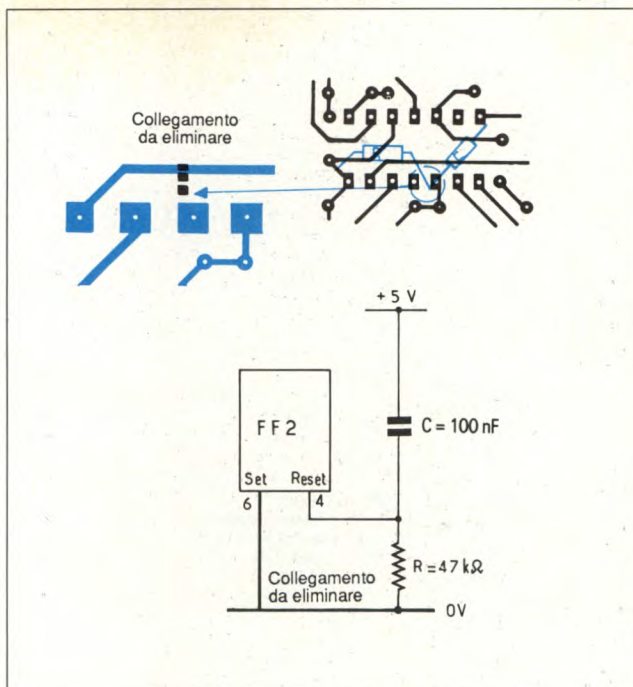 Collegamento
da eliminare
+ 5 V
C = 100 nF
FF2
Set Reset
6 4
R = 47 kΩ
Collegamento
da eliminare
0V